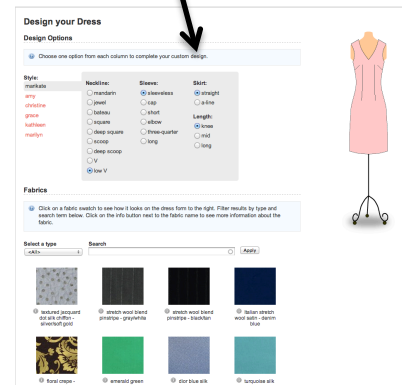 Design your Dress
Design Options
Choose one option from each column to complete your custom design.
Style:
marikate
amy
christine
grace
kathleen
marilyn
Neckline:
mandarin
jewel
bateau
square
deep square
scoop
deep scoop
V
low V
Sleeve:
sleeveless
cap
short
elbow
three-quarter
long
Skirt:
straight
a-line
Length:
knee
mid
long
Fabrics
Click on a fabric swatch to see how it looks on the dress form to the right. Filter results by type and
search term below. Click on the info button next to the fabric name to see more information about the
fabric.
Select a type
<All>
Search
Apply
textured jacquard
dot silk chiffon -
silver/soft gold
stretch wool blend
pinstripe - gray/white
stretch wool blend
pinstripe - black/tan
italian stretch
wool satin - denim
blue
floral crepe -
emerald green
dior blue silk
turquoise silk